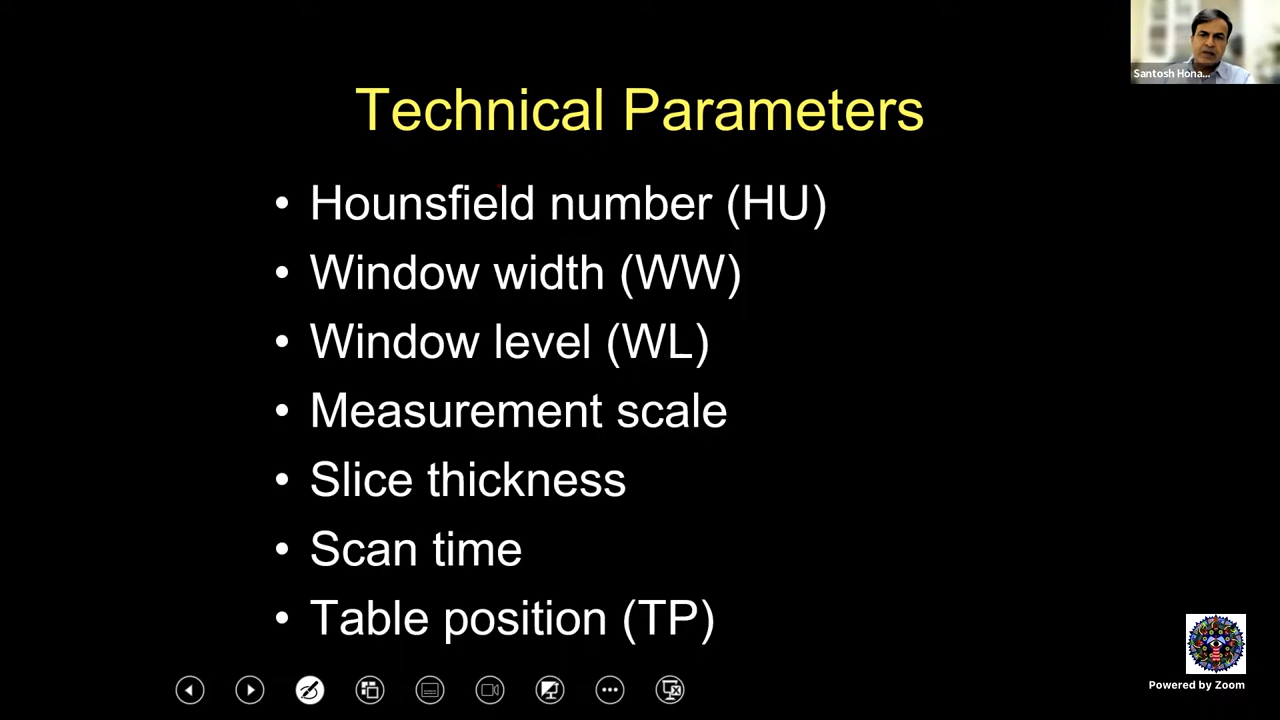 Santosh Hona...
Technical Parameters
• Hounsfield number (HU)
• Window width (WW)
• Window level (WL)
• Measurement scale
• Slice thickness
• Scan time
• Table position (TP)
Powered by Zoom